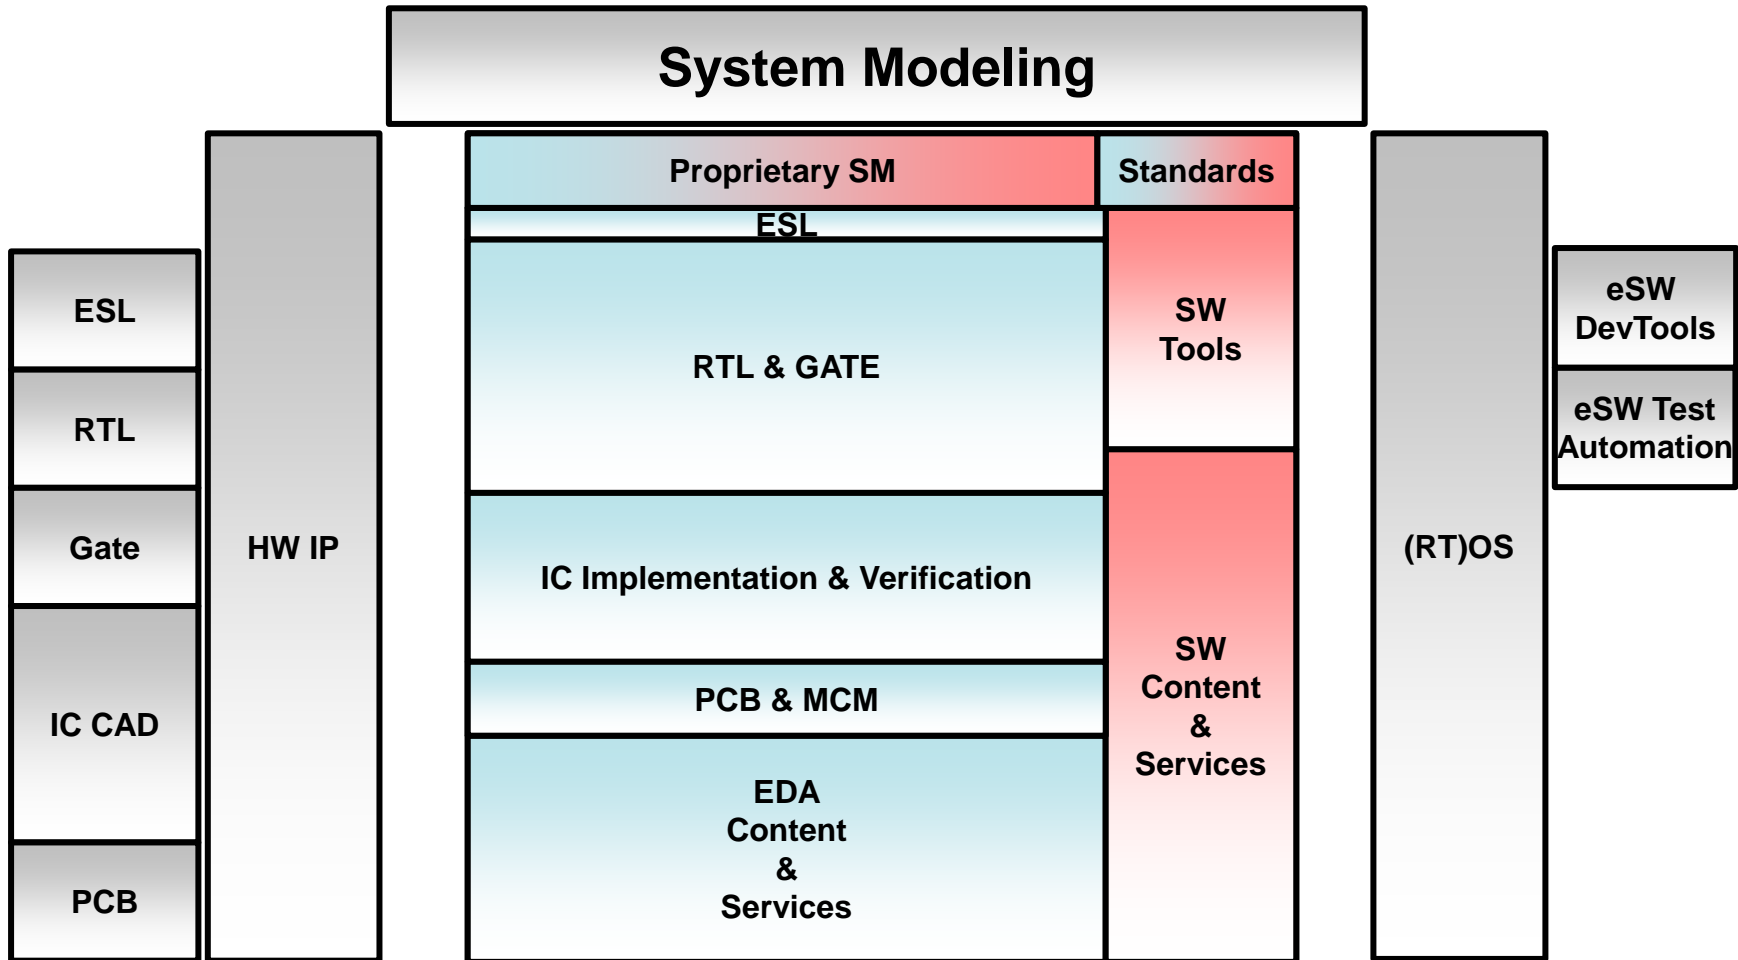 System Modeling
Proprietary SM
Standards
ESL
RTL & GATE
IC Implementation & Verification
PCB & MCM
EDA
Content
&
Services
SW
Tools
SW
Content
&
Services
ESL
RTL
Gate
IC CAD
PCB
HW IP
(RT)OS
eSW
DevTools
eSW Test
Automation